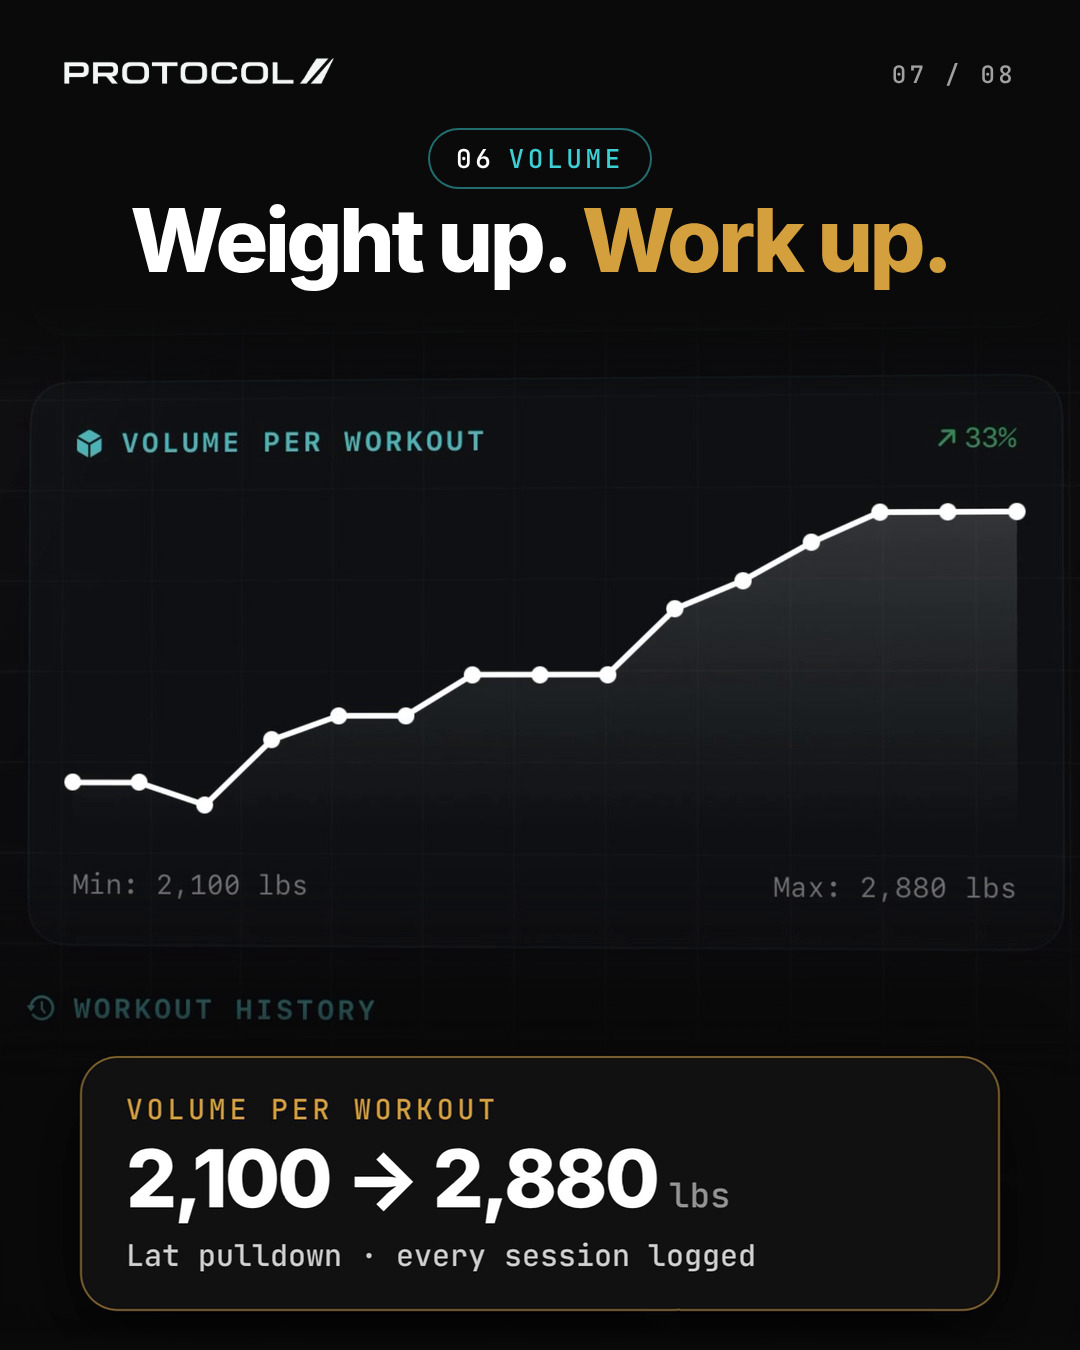 PROTOCOL
07 / 08
06 VOLUME
Weight up. Work up.
VOLUME PER WORKOUT
33%
Min: 2,100 lbs
Max: 2,880 lbs
WORKOUT HISTORY
VOLUME PER WORKOUT
2,100 → 2,880 lbs
Lat pulldown · every session logged